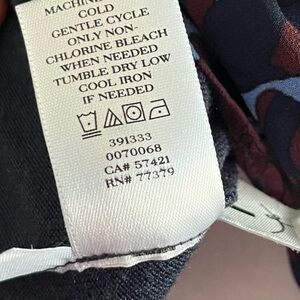 MACHINE
COLD
GENTLE CYCLE
ONLY NON-
CHLORINE BLEACH
WHEN NEEDED
TUMBLE DRY LOW
COOL IRON
IF NEEDED
391333
0070068
CA# 57421
RN# 77379